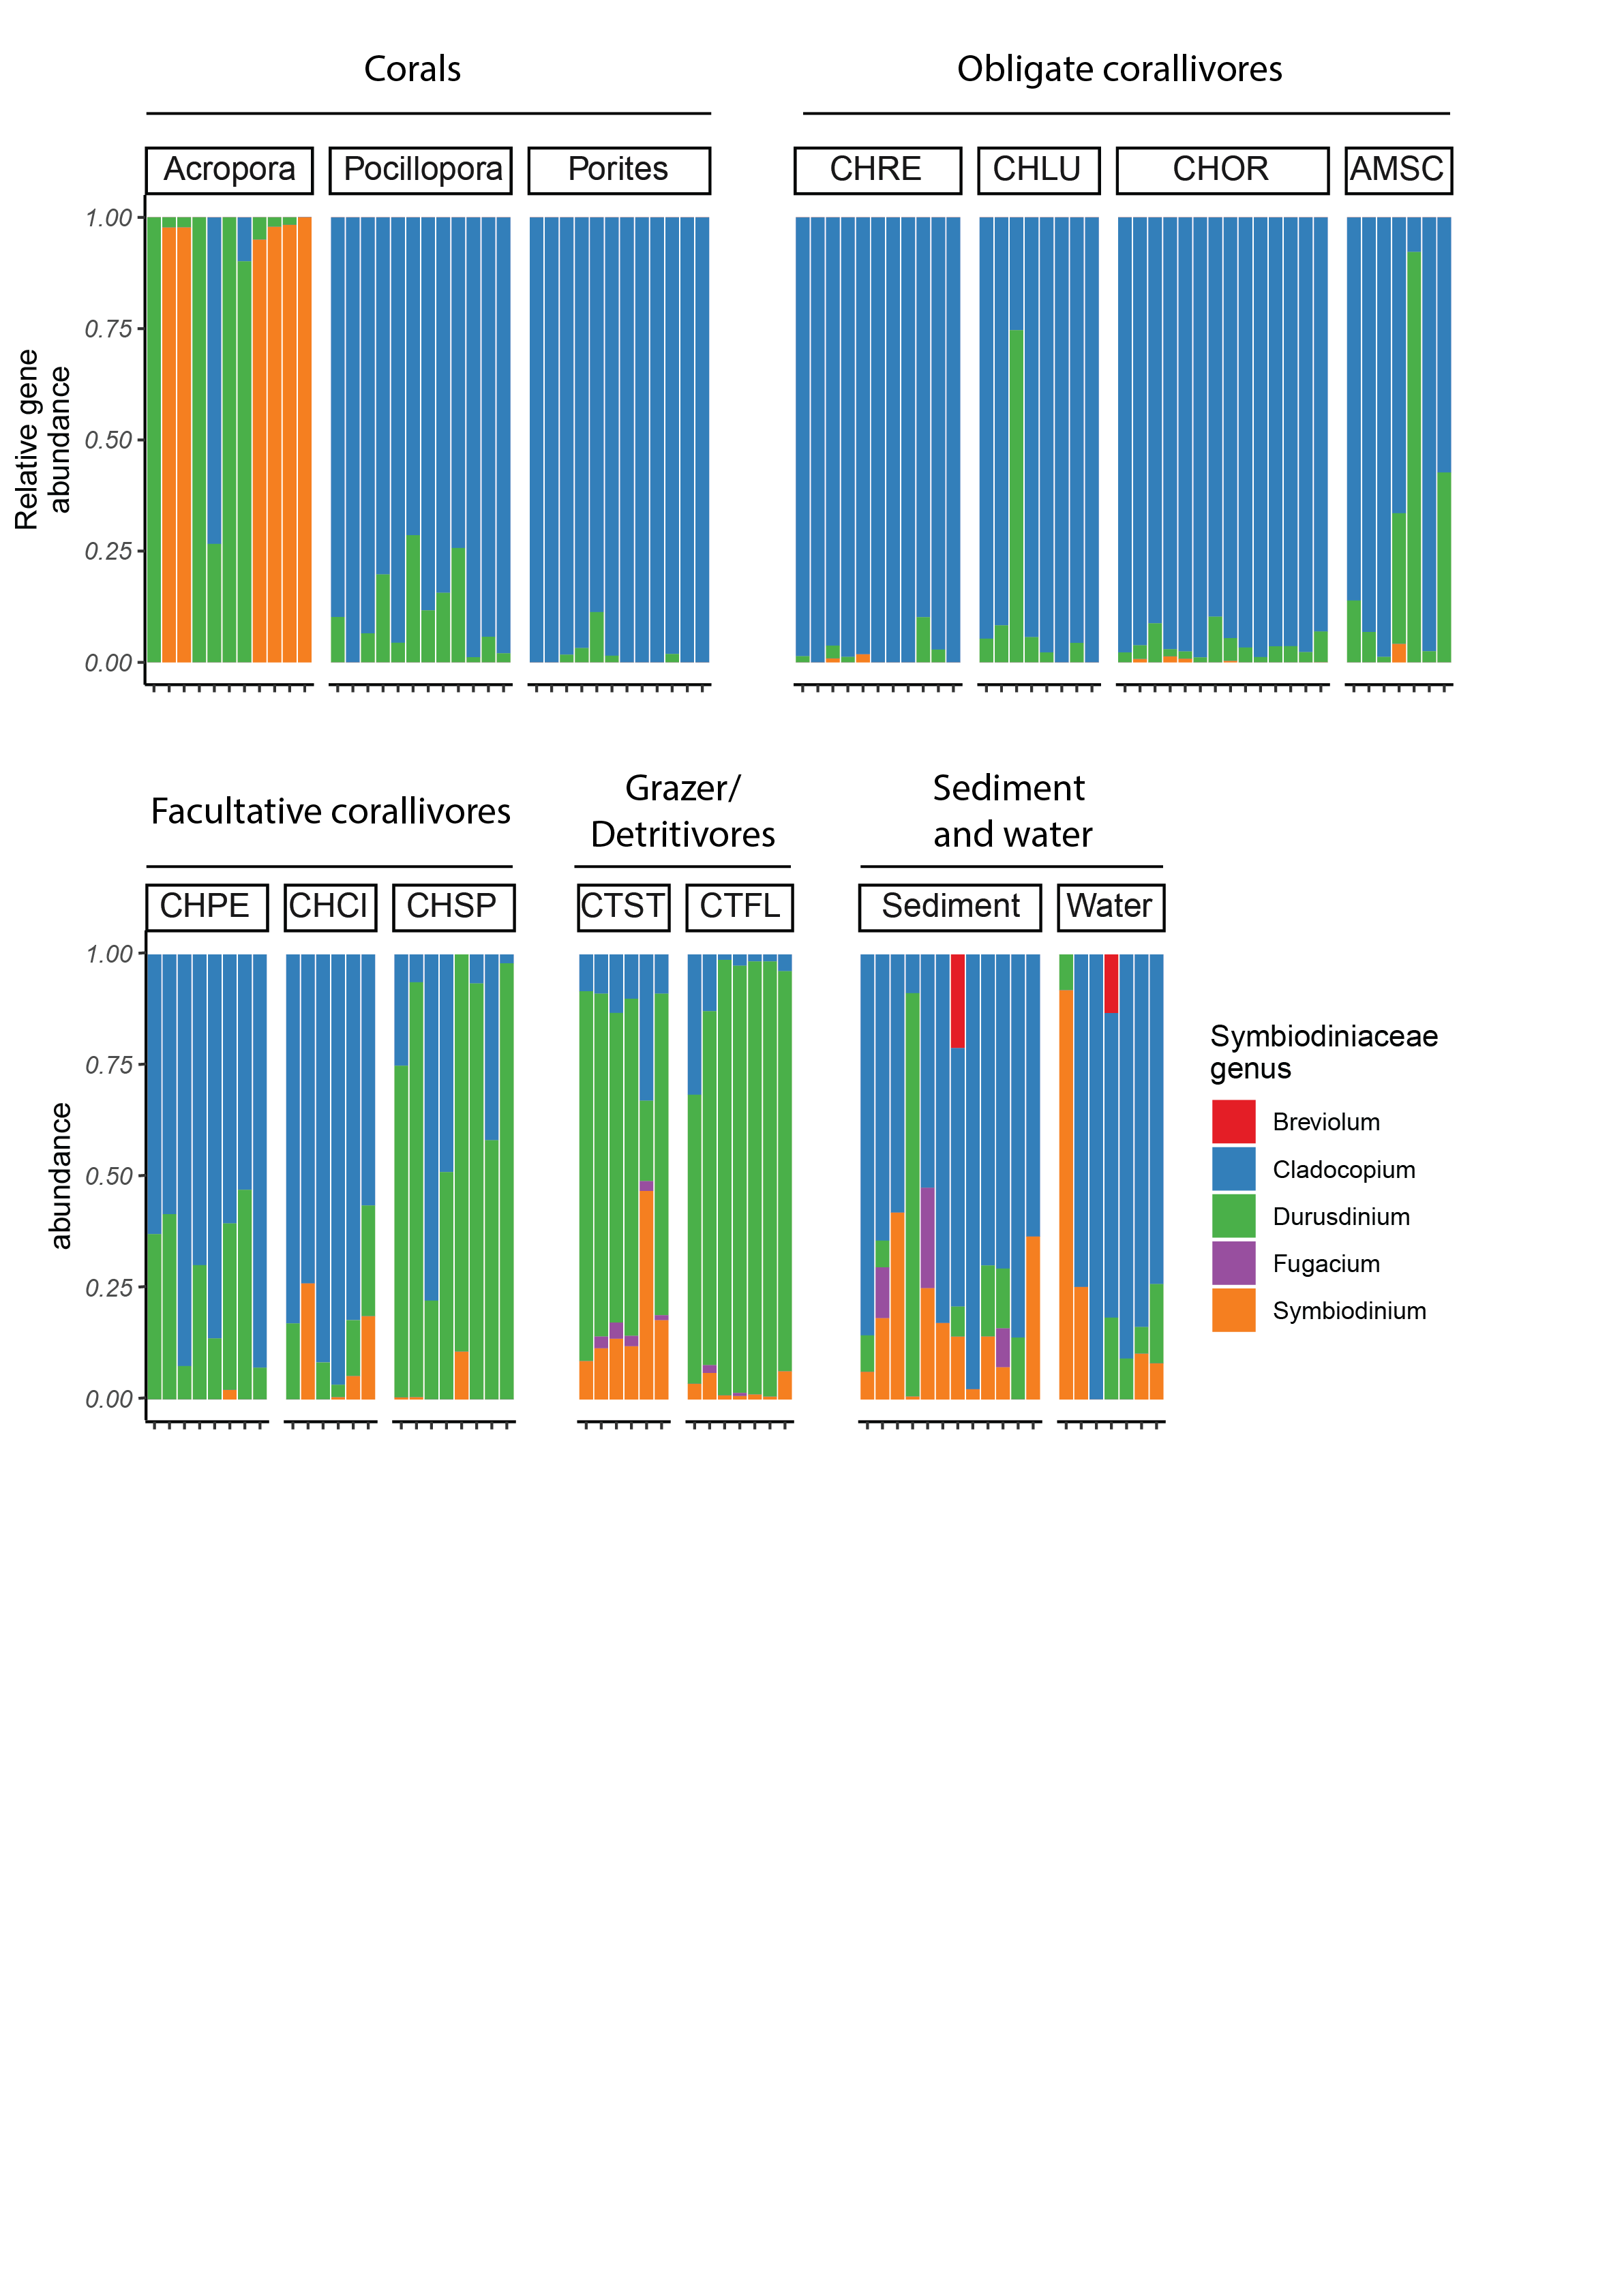 Corals
Obligate corallivores
Acropora
Pocillopora
Porites
CHRE
CHLU
CHOR
AMSC
1.00
0.75
0.50
0.25
0.00
Relative gene
abundance
Facultative corallivores
Grazer/
Detritivores
Sediment
and water
CHPE
CHCI
CHSP
CTST
CTFL
Sediment
Water
1.00
0.75
0.50
0.25
0.00
abundance
Symbiodiniaceae
genus
Breviolum
Cladocopium
Durusdinium
Fugacium
Symbiodinium